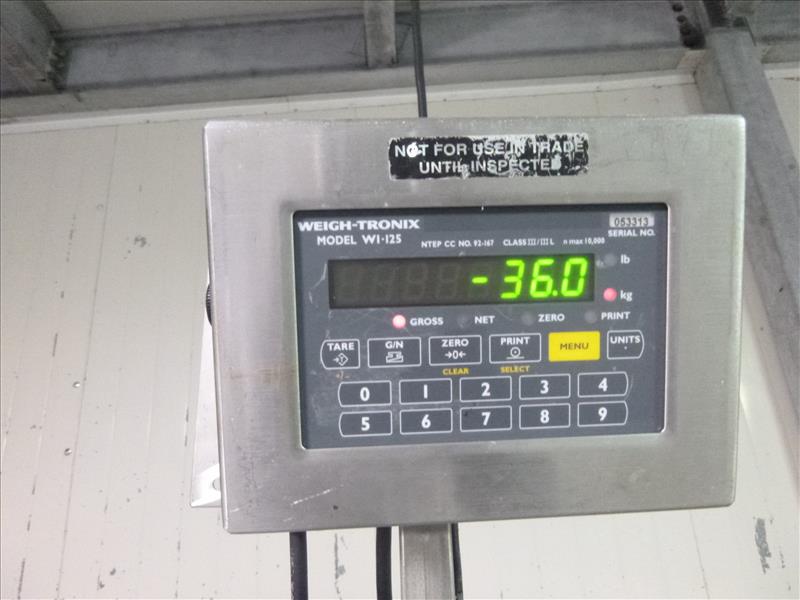 NOT FOR USE IN TRADE
UNTIL INSPECTED
WEIGH-TRONIX
MODEL WI-125
NTEP CC NO. 92-167 CLASS III/III L n max 10,000
053313
SERIAL NO.
-36.0
lb
kg
GROSS NET ZERO PRINT
TARE G/N ZERO PRINT MENU UNITS
→T← →0←
+/- CLEAR SELECT
0 1 2 3 4
5 6 7 8 9